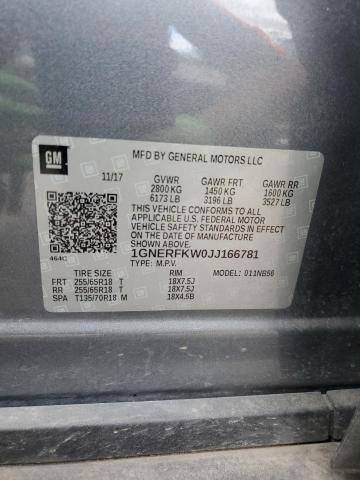 GM
MFD BY GENERAL MOTORS LLC
11/17 GVWR GAWR FRT GAWR RR
2800 KG 1450 KG 1600 KG
6173 LB 3196 LB 3527 LB
THIS VEHICLE CONFORMS TO ALL
APPLICABLE U.S. FEDERAL MOTOR
VEHICLE SAFETY STANDARDS IN
EFFECT ON THE DATE OF
MANUFACTURE SHOWN ABOVE.
464C 1GNERFKW0JJ166781
TYPE: M.P.V. MODEL: 011NB56
TIRE SIZE RIM
FRT 255/65R18 T 18X7.5J
RR 255/65R18 T 18X7.5J
SPA T135/70R18 M 18X4.5B